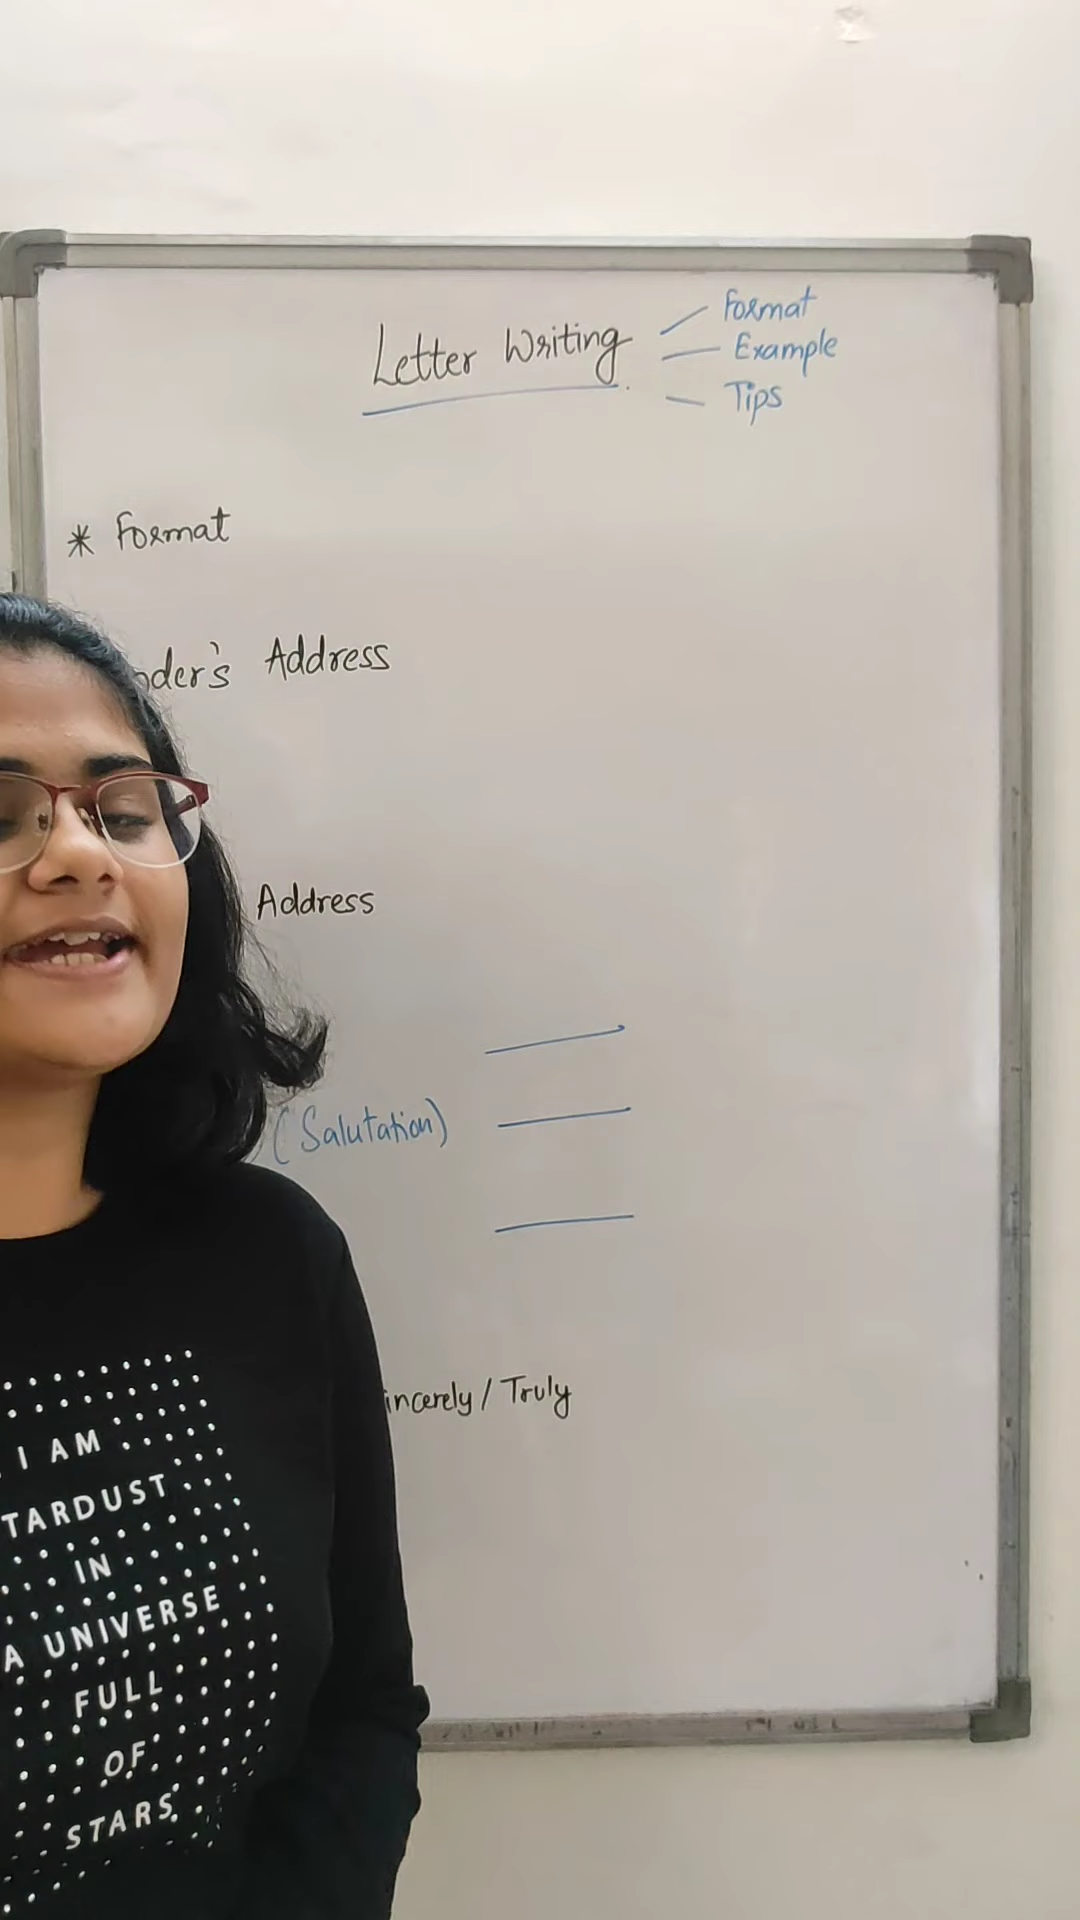 Letter Writing
Format
Example
Tips
* Format
Address
Address
(Salutation)
/ Truly
I AM
IN
A UNIVERSE
FULL
OF
STARS